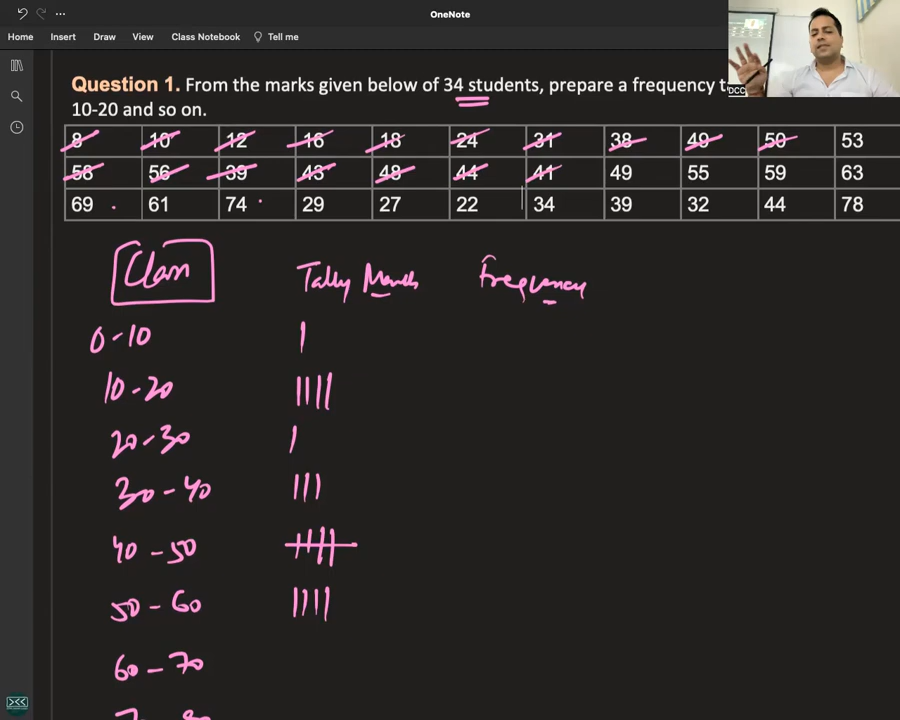 OneNote
Home Insert Draw View Class Notebook Tell me
Question 1. From the marks given below of 34 students, prepare a frequency
10-20 and so on.
8 10 12 16 18 24 31 38 49 50 53
58 56 39 43 48 44 41 49 55 59 63
69 61 74 29 27 22 34 39 32 44 78
Class Tally Marks Frequency
0-10
10-20
20-30
30-40
40-50
50-60
60-70